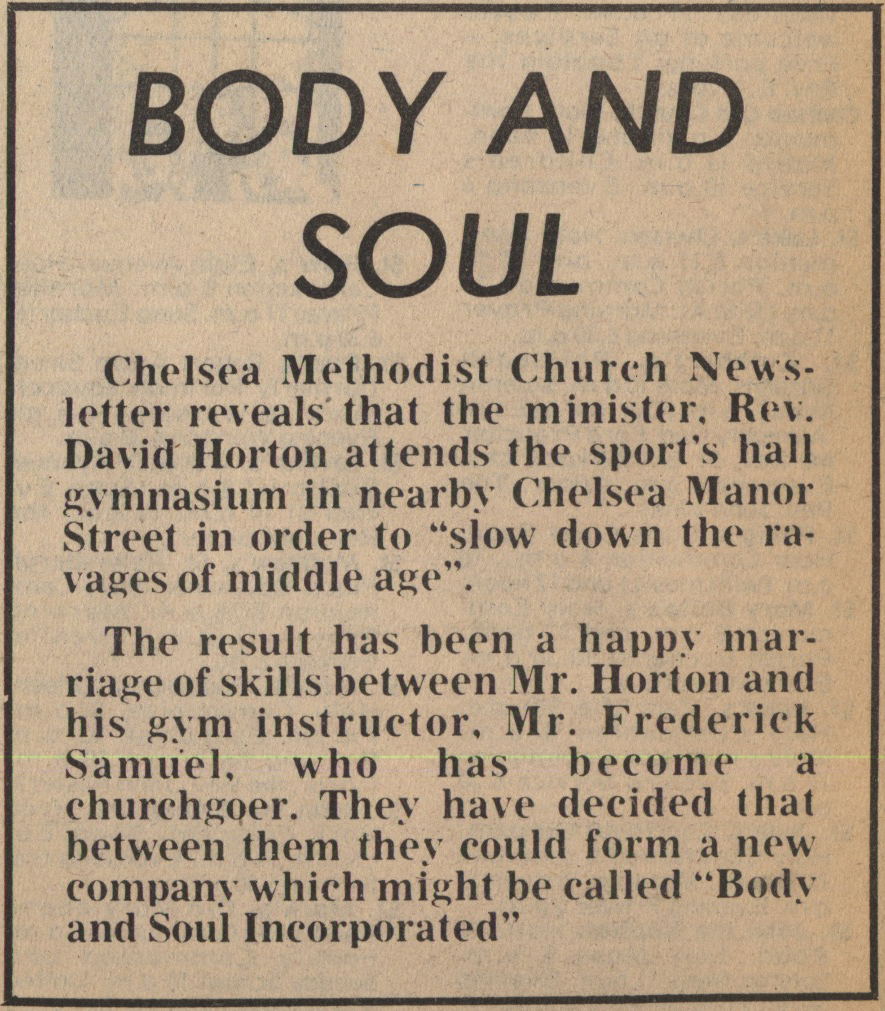 BODY AND
SOUL
Chelsea Methodist Church News-
letter reveals that the minister, Rev.
David Horton attends the sport's hall
gymnasium in nearby Chelsea Manor
Street in order to “slow down the ra-
vages of middle age”.
The result has been a happy mar-
riage of skills between Mr. Horton and
his gym instructor, Mr. Frederick
Samuel, who has become a
churchgoer. They have decided that
between them they could form a new
company which might be called “Body
and Soul Incorporated”